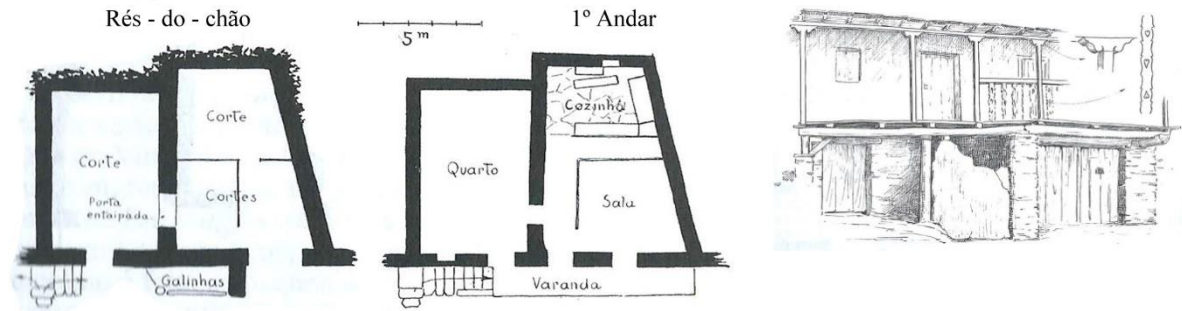 Rés - do - chão
Corte
Corte
Cortes
Porta
entaipada
Galinhas
5 m
1º Andar
Cozinha
Quarto
Sala
Varanda